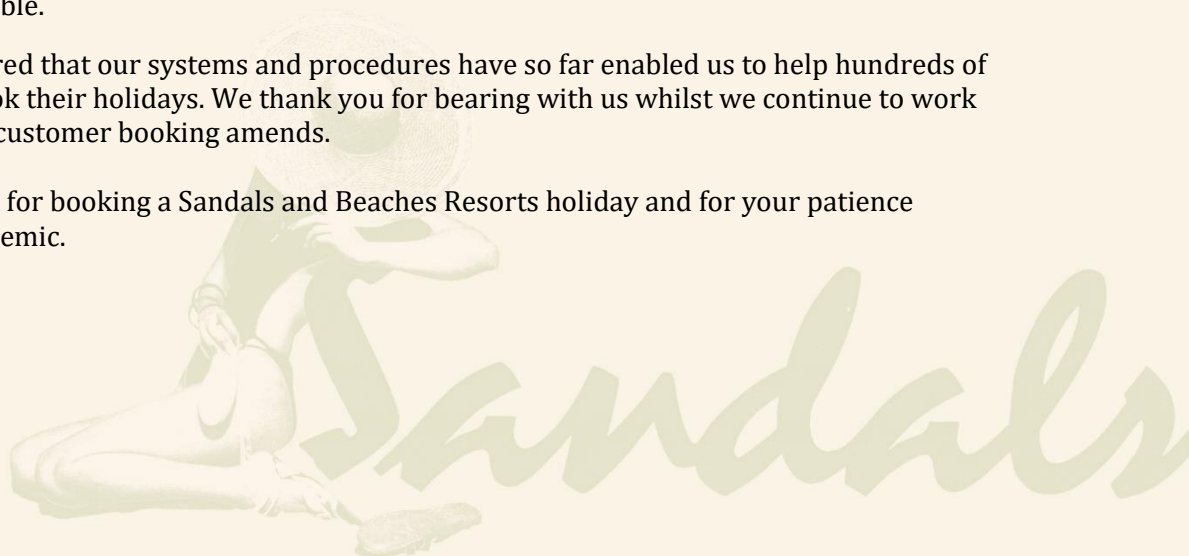 ble.
red that our systems and procedures have so far enabled us to help hundreds of
ok their holidays. We thank you for bearing with us whilst we continue to work
customer booking amends.
for booking a Sandals and Beaches Resorts holiday and for your patience
emic.
Sandals